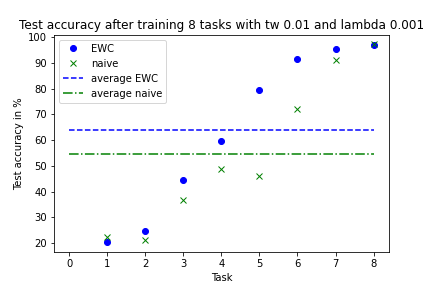 Test accuracy after training 8 tasks with tw 0.01 and lambda 0.001
100
90
80
70
60
50
40
30
20
Test accuracy in %
EWC
naive
average EWC
average naive
0 1 2 3 4 5 6 7 8
Task